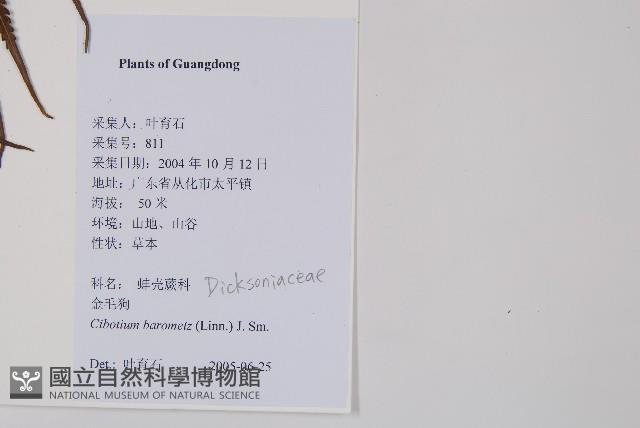 Plants of Guangdong
采集人：叶育石
采集号：811
采集日期：2004 年 10 月 12 日
地址：广东省从化市太平镇
海拔： 50 米
环境：山地、山谷
性状：草本
科名： 蚌壳蕨科 Dicksoniaceae
金毛狗
Cibotium barometz (Linn.) J. Sm.
Det.: 叶育石 2005-06-25
國立自然科學博物館
NATIONAL MUSEUM OF NATURAL SCIENCE